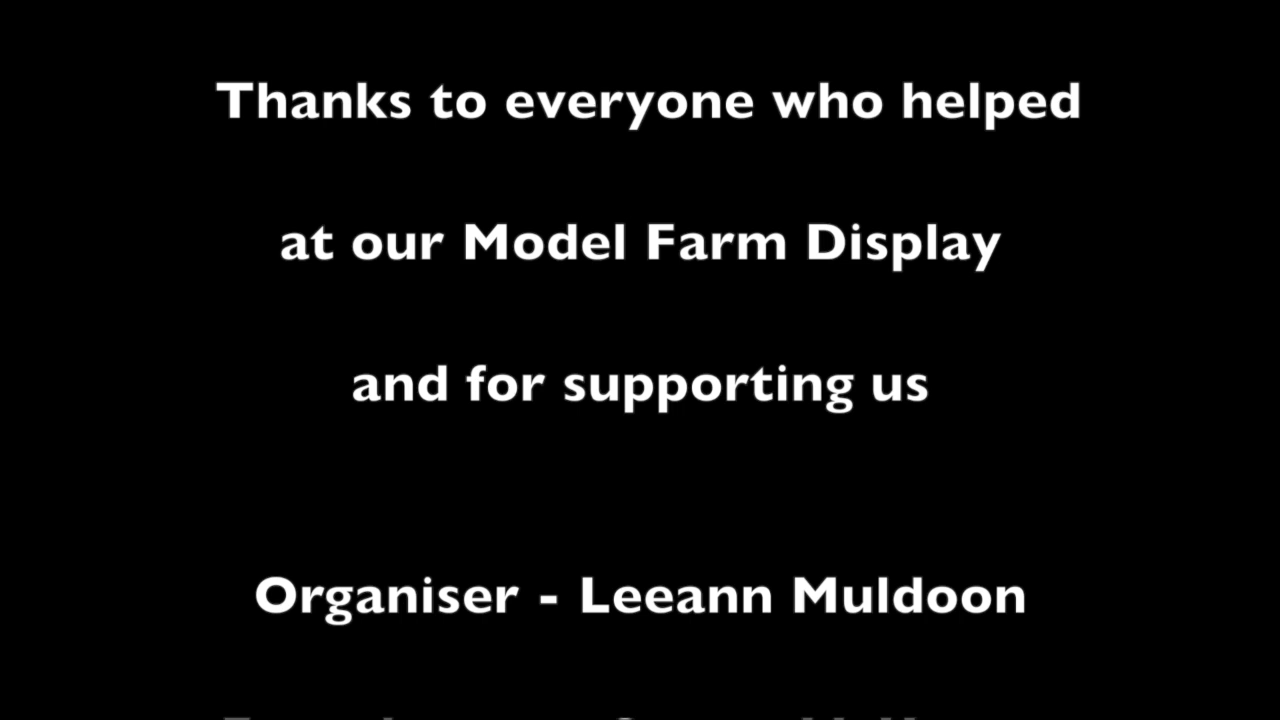 Thanks to everyone who helped
at our Model Farm Display
and for supporting us
Organiser - Leeann Muldoon